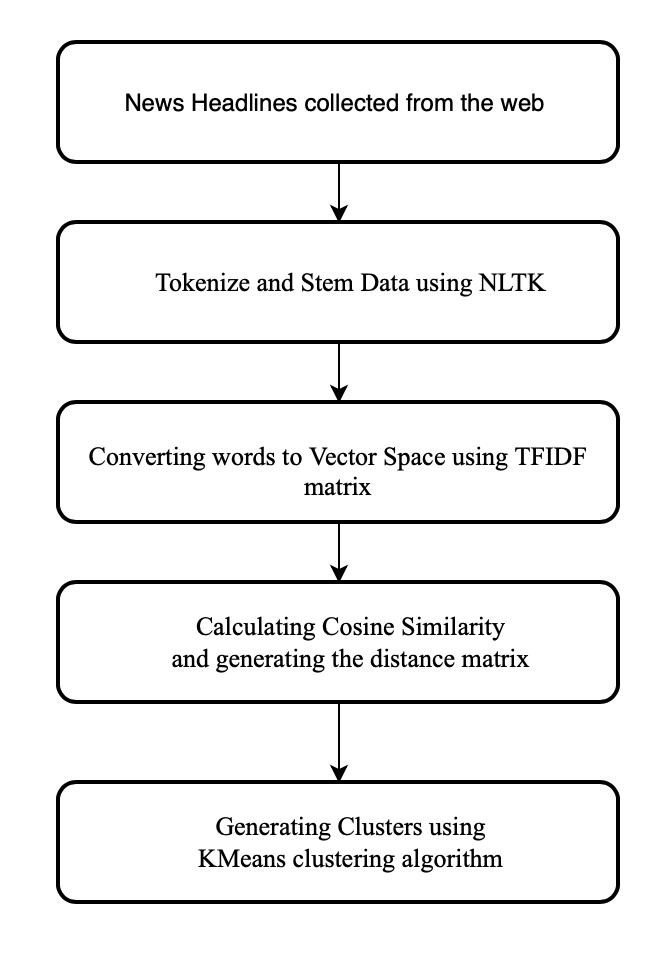 News Headlines collected from the web
Tokenize and Stem Data using NLTK
Converting words to Vector Space using TFIDF
matrix
Calculating Cosine Similarity
and generating the distance matrix
Generating Clusters using
KMeans clustering algorithm